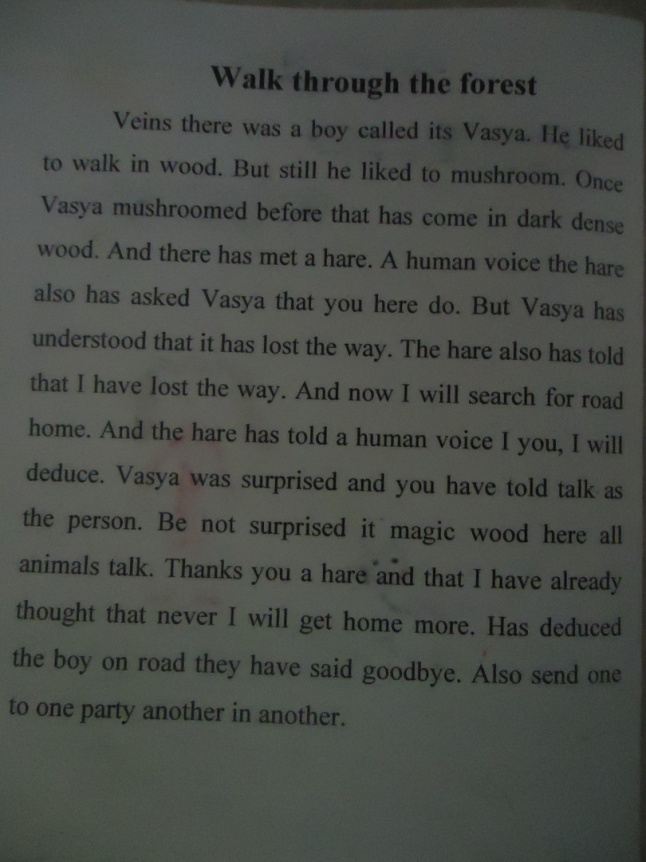 Walk through the forest
Veins there was a boy called its Vasya. He liked
to walk in wood. But still he liked to mushroom. Once
Vasya mushroomed before that has come in dark dense
wood. And there has met a hare. A human voice the hare
also has asked Vasya that you here do. But Vasya has
understood that it has lost the way. The hare also has told
that I have lost the way. And now I will search for road
home. And the hare has told a human voice I you, I will
deduce. Vasya was surprised and you have told talk as
the person. Be not surprised it magic wood here all
animals talk. Thanks you a hare and that I have already
thought that never I will get home more. Has deduced
the boy on road they have said goodbye. Also send one
to one party another in another.